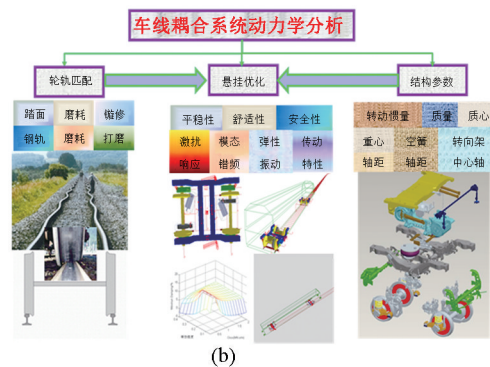 车线耦合系统动力学分析
轮轨匹配 悬挂优化 结构参数
踏面 磨耗 镟修
钢轨 磨耗 打磨
平稳性 舒适性 安全性
激扰 模态 弹性 传动
响应 错频 振动 特性
转动惯量 质量 质心
重心 空簧 转向架
轴距 轴距 中心轴
(b)